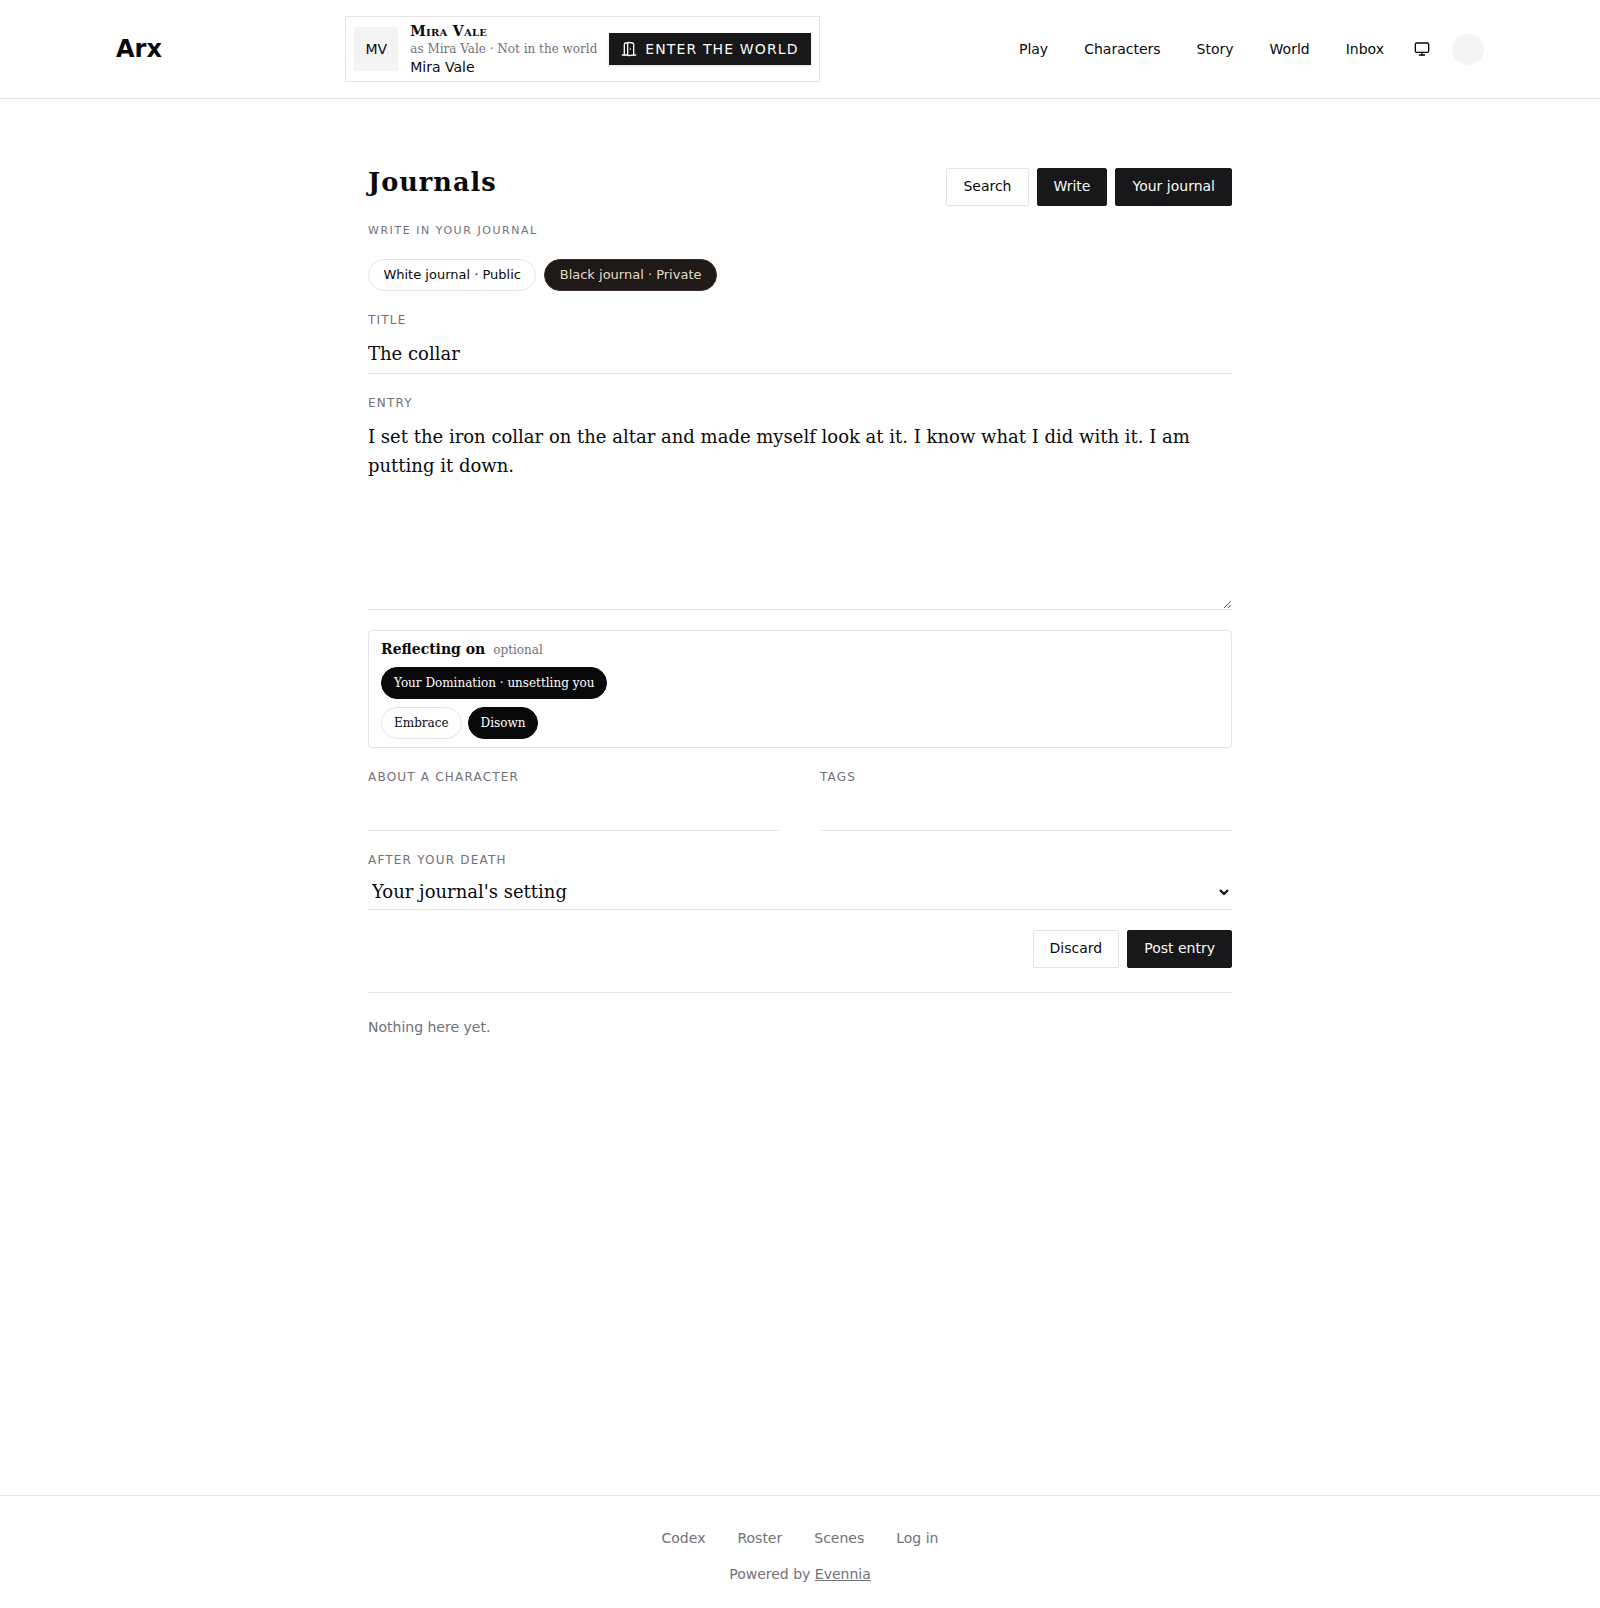 Arx
MV
Mira Vale
as Mira Vale · Not in the world
Mira Vale
ENTER THE WORLD
Play
Characters
Story
World
Inbox
Journals
Search
Write
Your journal
WRITE IN YOUR JOURNAL
White journal · Public
Black journal · Private
TITLE
The collar
ENTRY
I set the iron collar on the altar and made myself look at it. I know what I did with it. I am
putting it down.
Reflecting on optional
Your Domination · unsettling you
Embrace
Disown
ABOUT A CHARACTER
TAGS
AFTER YOUR DEATH
Your journal's setting
Discard
Post entry
Nothing here yet.
Codex
Roster
Scenes
Log in
Powered by Evennia